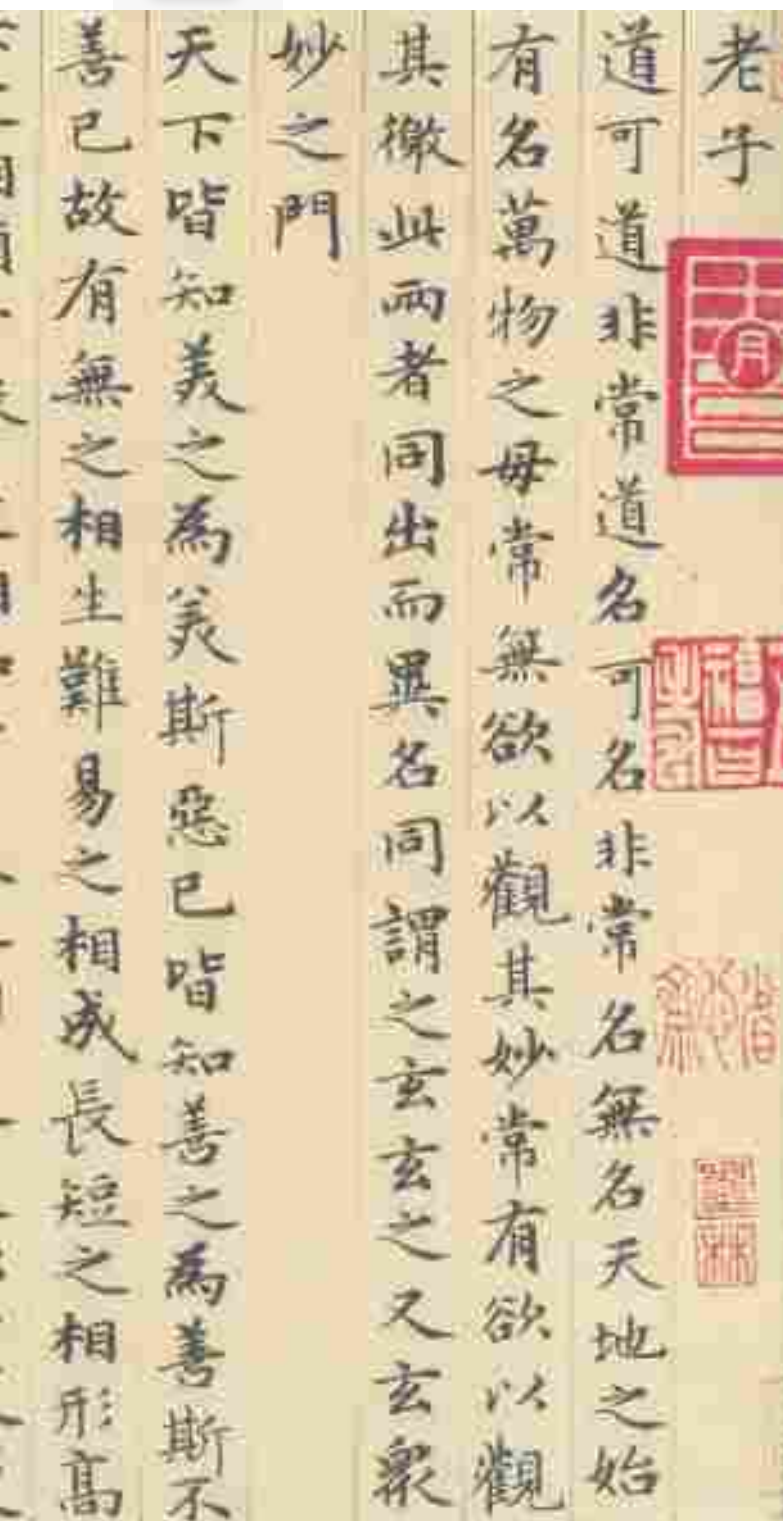 老子
道可道非常道名可名非常名無名天地之始
有名萬物之母常無欲以觀其妙常有欲以觀
其徼此兩者同出而異名同謂之玄玄之又玄衆
妙之門
天下皆知美之為美斯惡已皆知善之為善斯不
善已故有無之相生難易之相成長短之相形高